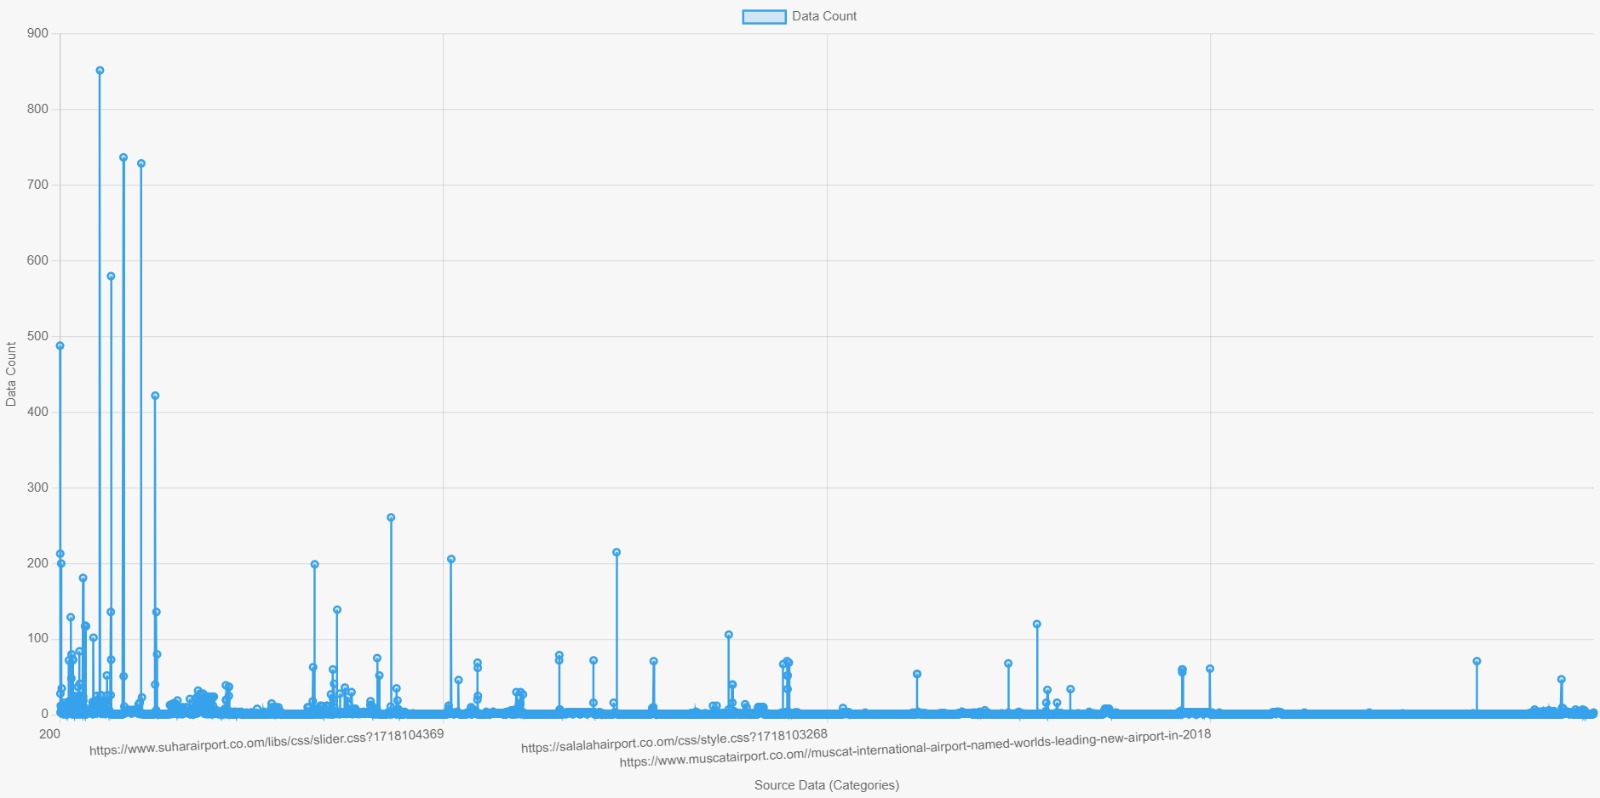 Data Count
900
800
700
600
500
400
300
200
100
0
Data Count
200
https://www.suharairport.co.om/libs/css/slider.css?1718104369
https://salalahairport.co.om/css/style.css?1718103268
https://www.muscatairport.co.om//muscat-international-airport-named-worlds-leading-new-airport-in-2018
Source Data (Categories)